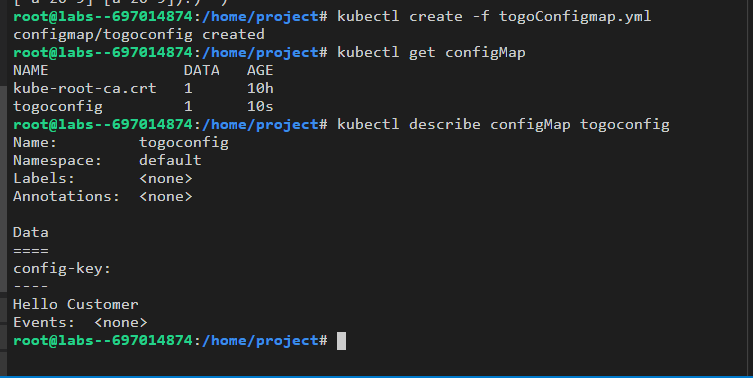 root@labs--697014874:/home/project# kubectl create -f togoConfigmap.yml
configmap/togoconfig created
root@labs--697014874:/home/project# kubectl get configMap
NAME               DATA   AGE
kube-root-ca.crt   1      10h
togoconfig         1      10s
root@labs--697014874:/home/project# kubectl describe configMap togoconfig
Name:         togoconfig
Namespace:    default
Labels:       <none>
Annotations:  <none>

Data
====
config-key:
----
Hello Customer
Events:  <none>
root@labs--697014874:/home/project#